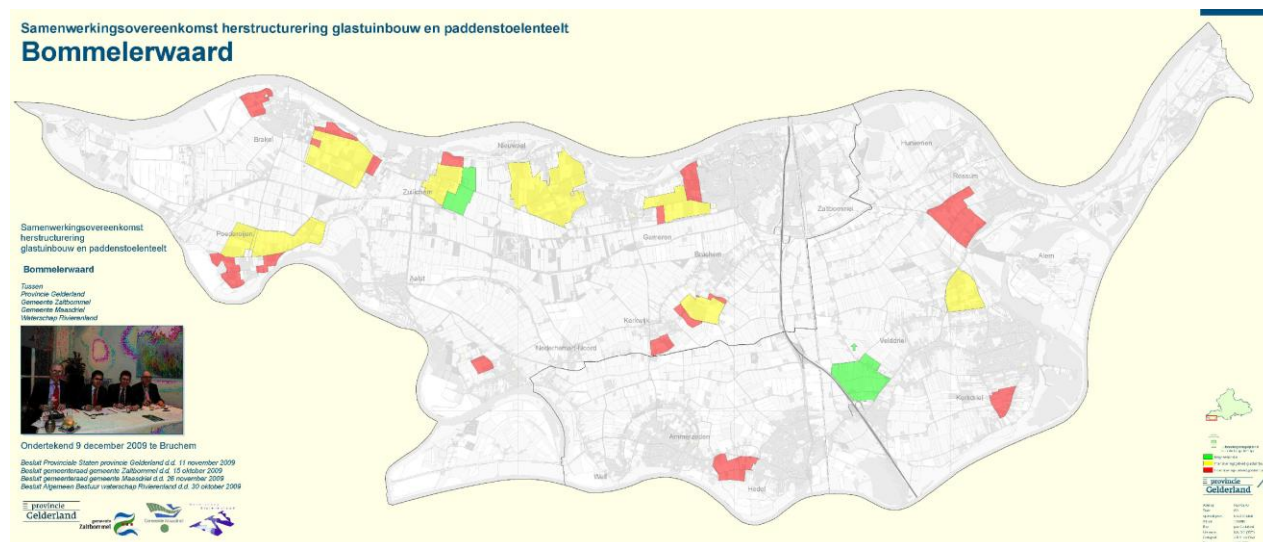 Samenwerkingsovereenkomst herstructurering glastuinbouw en paddenstoelenteelt
Bommelerwaard
Brakel
Zuilichem
Nieuwaal
Hurwenen
Rossum
Zaltbommel
Poederoijen
Gameren
Bruchem
Alem
Aalst
Kerkwijk
Nederhemert-Noord
Velddriel
Kerkdriel
Ammerzoden
Well
Hedel
Samenwerkingsovereenkomst
herstructurering
glastuinbouw en paddenstoelenteelt
Bommelerwaard
Tussen
Provincie Gelderland
Gemeente Zaltbommel
Gemeente Maasdriel
Waterschap Rivierenland
Ondertekend 9 december 2009 te Bruchem
Besluit Provinciale Staten provincie Gelderland d.d. 11 november 2009
Besluit gemeenteraad gemeente Zaltbommel d.d. 15 oktober 2009
Besluit gemeenteraad gemeente Maasdriel d.d. 26 november 2009
Besluit Algemeen Bestuur waterschap Rivierenland d.d. 30 oktober 2009
provincie
Gelderland
gemeente
Zaltbommel
Gemeente Maasdriel
provincie
Gelderland